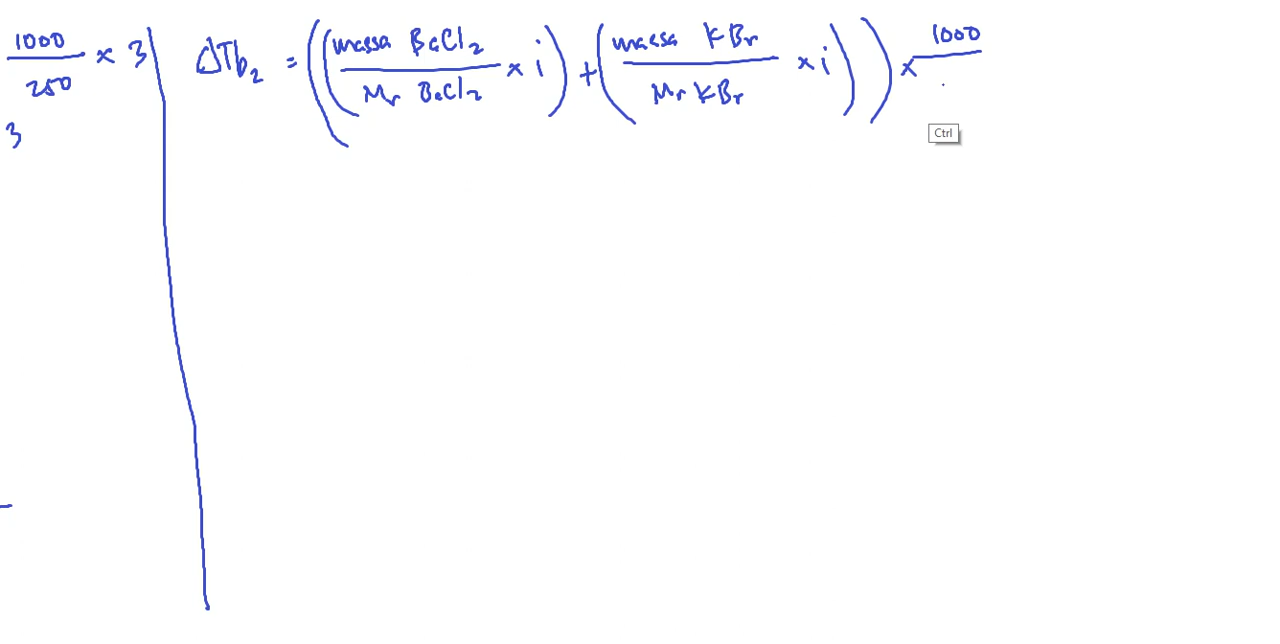 1000 / 250 × 3
3
ΔTb₂ = ((massa BaCl₂ / Mr BaCl₂ × i) + (massa KBr / Mr KBr × i)) × 1000 /
Ctrl